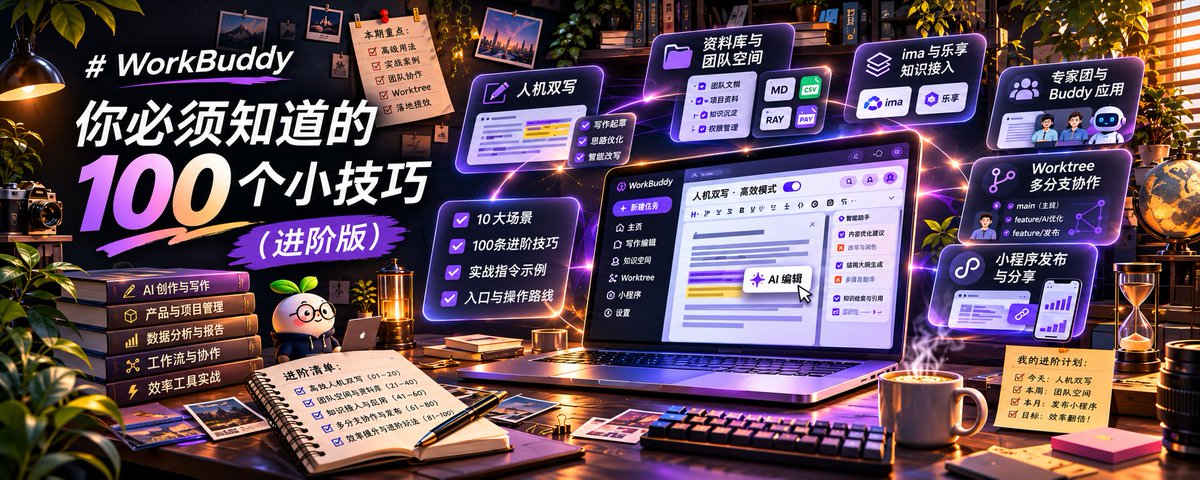 # WorkBuddy
你必须知道的
100个小技巧
（进阶版）
本期重点：
高级用法
实战案例
团队协作
Worktree
落地提效
AI 创作与写作
产品与项目管理
数据分析与报告
工作流与协作
效率工具实战
进阶清单：
高效人机双写（01-20）
团队空间与资料库（21-40）
知识接入与应用（41-60）
多分支协作与发布（61-80）
效率提升与进阶玩法（81-100）
人机双写
写作起草
思路优化
智能改写
10 大场景
100条进阶技巧
实战指令示例
入口与操作路线
资料库与
团队空间
团队文档
项目资料
知识沉淀
权限管理
MD
CSV
RAY
PAY
ima 与乐享
知识接入
ima
乐享
专家团与
Buddy 应用
Worktree
多分支协作
main（主线）
feature/AI优化
feature/发布
小程序发布
与分享
WorkBuddy
+ 新建任务
主页
写作编辑
知识空间
Worktree
小程序
设置
人机双写 · 高效模式
AI 编辑
智能助手
内容优化建议
改写与润色
结构大纲生成
知识检索与引用
我的进阶计划：
今天：人机双写
本周：团队空间
本月：发布小程序
目标：效率翻倍！